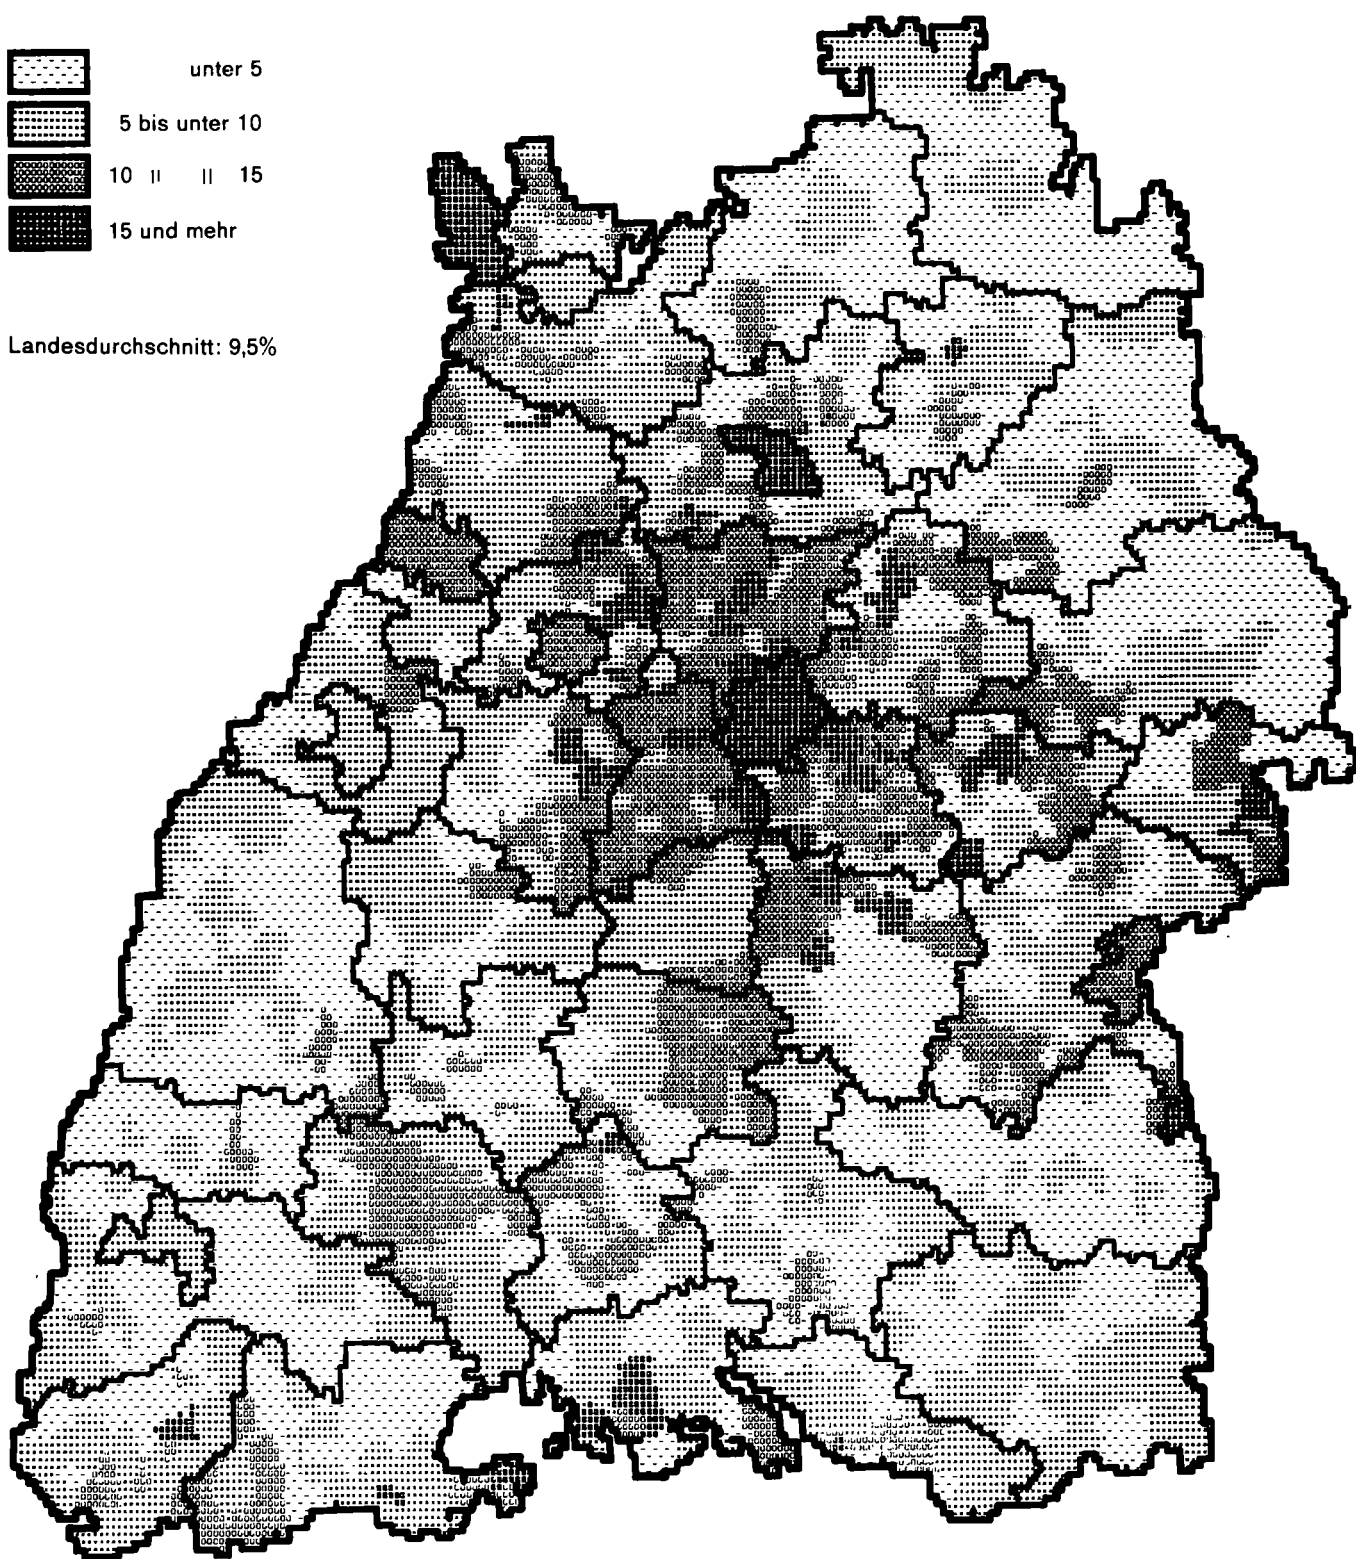 unter 5
5 bis unter 10
10 " " 15
15 und mehr
Landesdurchschnitt: 9,5%